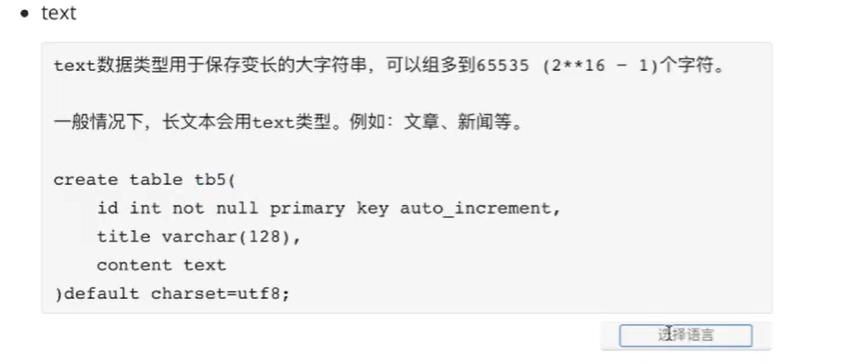 text
text数据类型用于保存变长的大字符串，可以组多到65535 (2**16 − 1)个字符。
一般情况下，长文本会用text类型。例如：文章、新闻等。
create table tb5(
    id int not null primary key auto_increment,
    title varchar(128),
    content text
)default charset=utf8;
选择语言